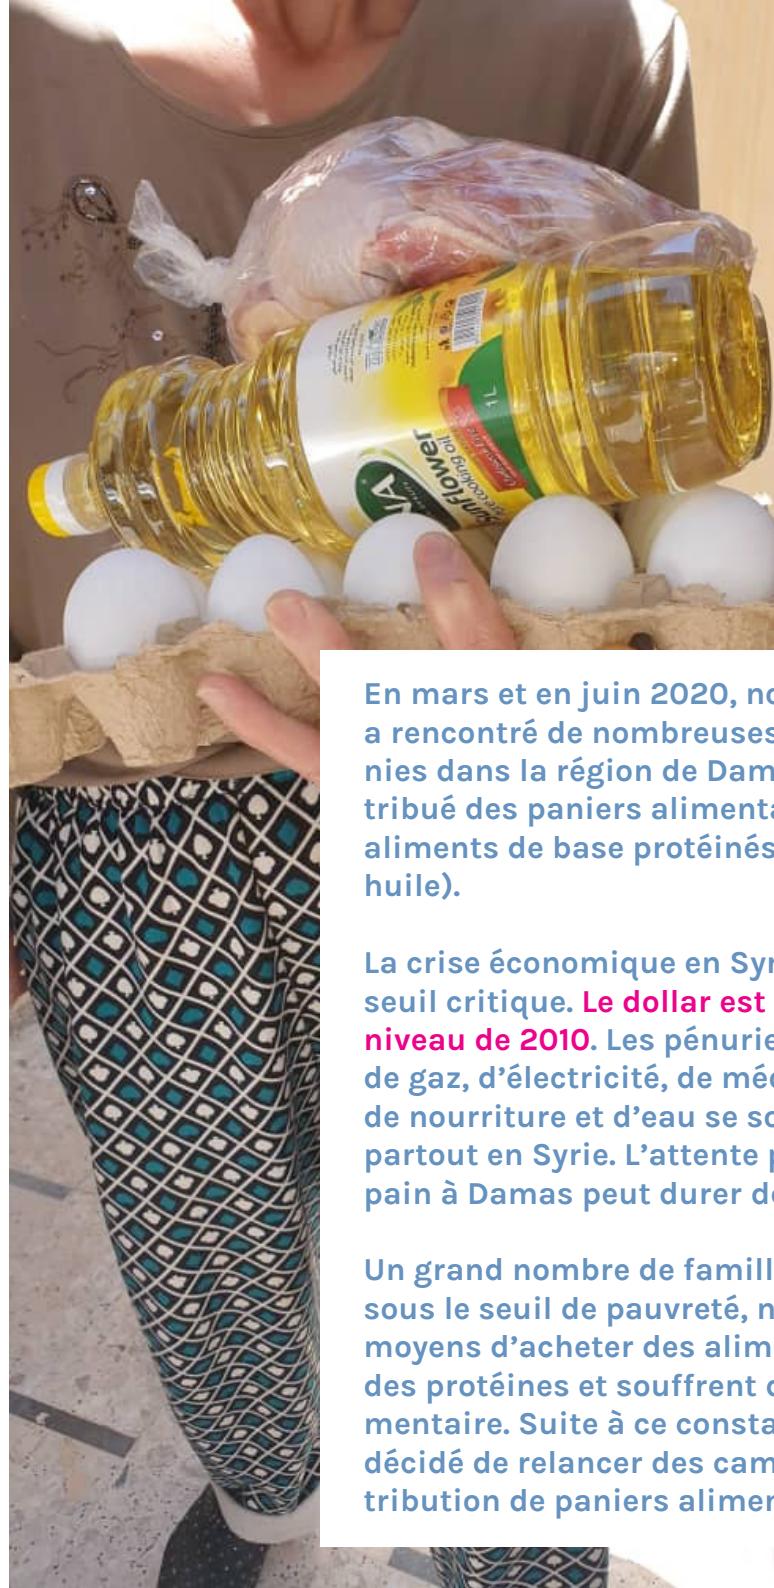 1L
SunFlower
cooking oil
En mars et en juin 2020, no
a rencontré de nombreuses
nies dans la région de Dam
tribué des paniers alimenta
aliments de base protéinés
huile).
La crise économique en Syr
seuil critique. Le dollar est
niveau de 2010. Les pénurie
de gaz, d’électricité, de méd
de nourriture et d’eau se so
partout en Syrie. L’attente p
pain à Damas peut durer de
Un grand nombre de famill
sous le seuil de pauvreté, n
moyens d’acheter des alim
des protéines et souffrent d
mentaire. Suite à ce consta
décidé de relancer des cam
tribution de paniers alimen